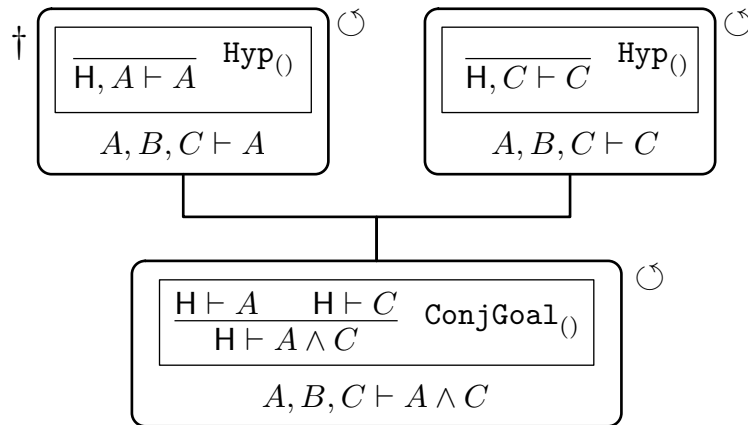 † H, A ⊢ A Hyp() ↺
A, B, C ⊢ A
H, C ⊢ C Hyp() ↺
A, B, C ⊢ C
H ⊢ A H ⊢ C
H ⊢ A ∧ C ConjGoal() ↺
A, B, C ⊢ A ∧ C